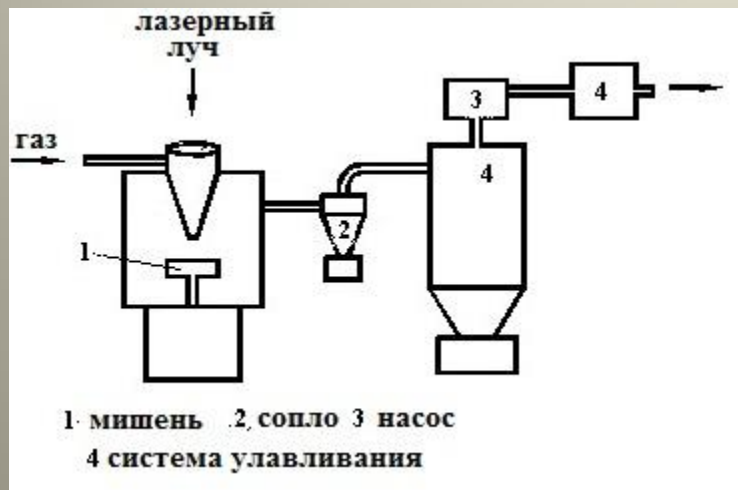 лазерный
луч
газ
3
4
4
2
1
1· мишень .2, сопло 3 насос
4 система улавливания